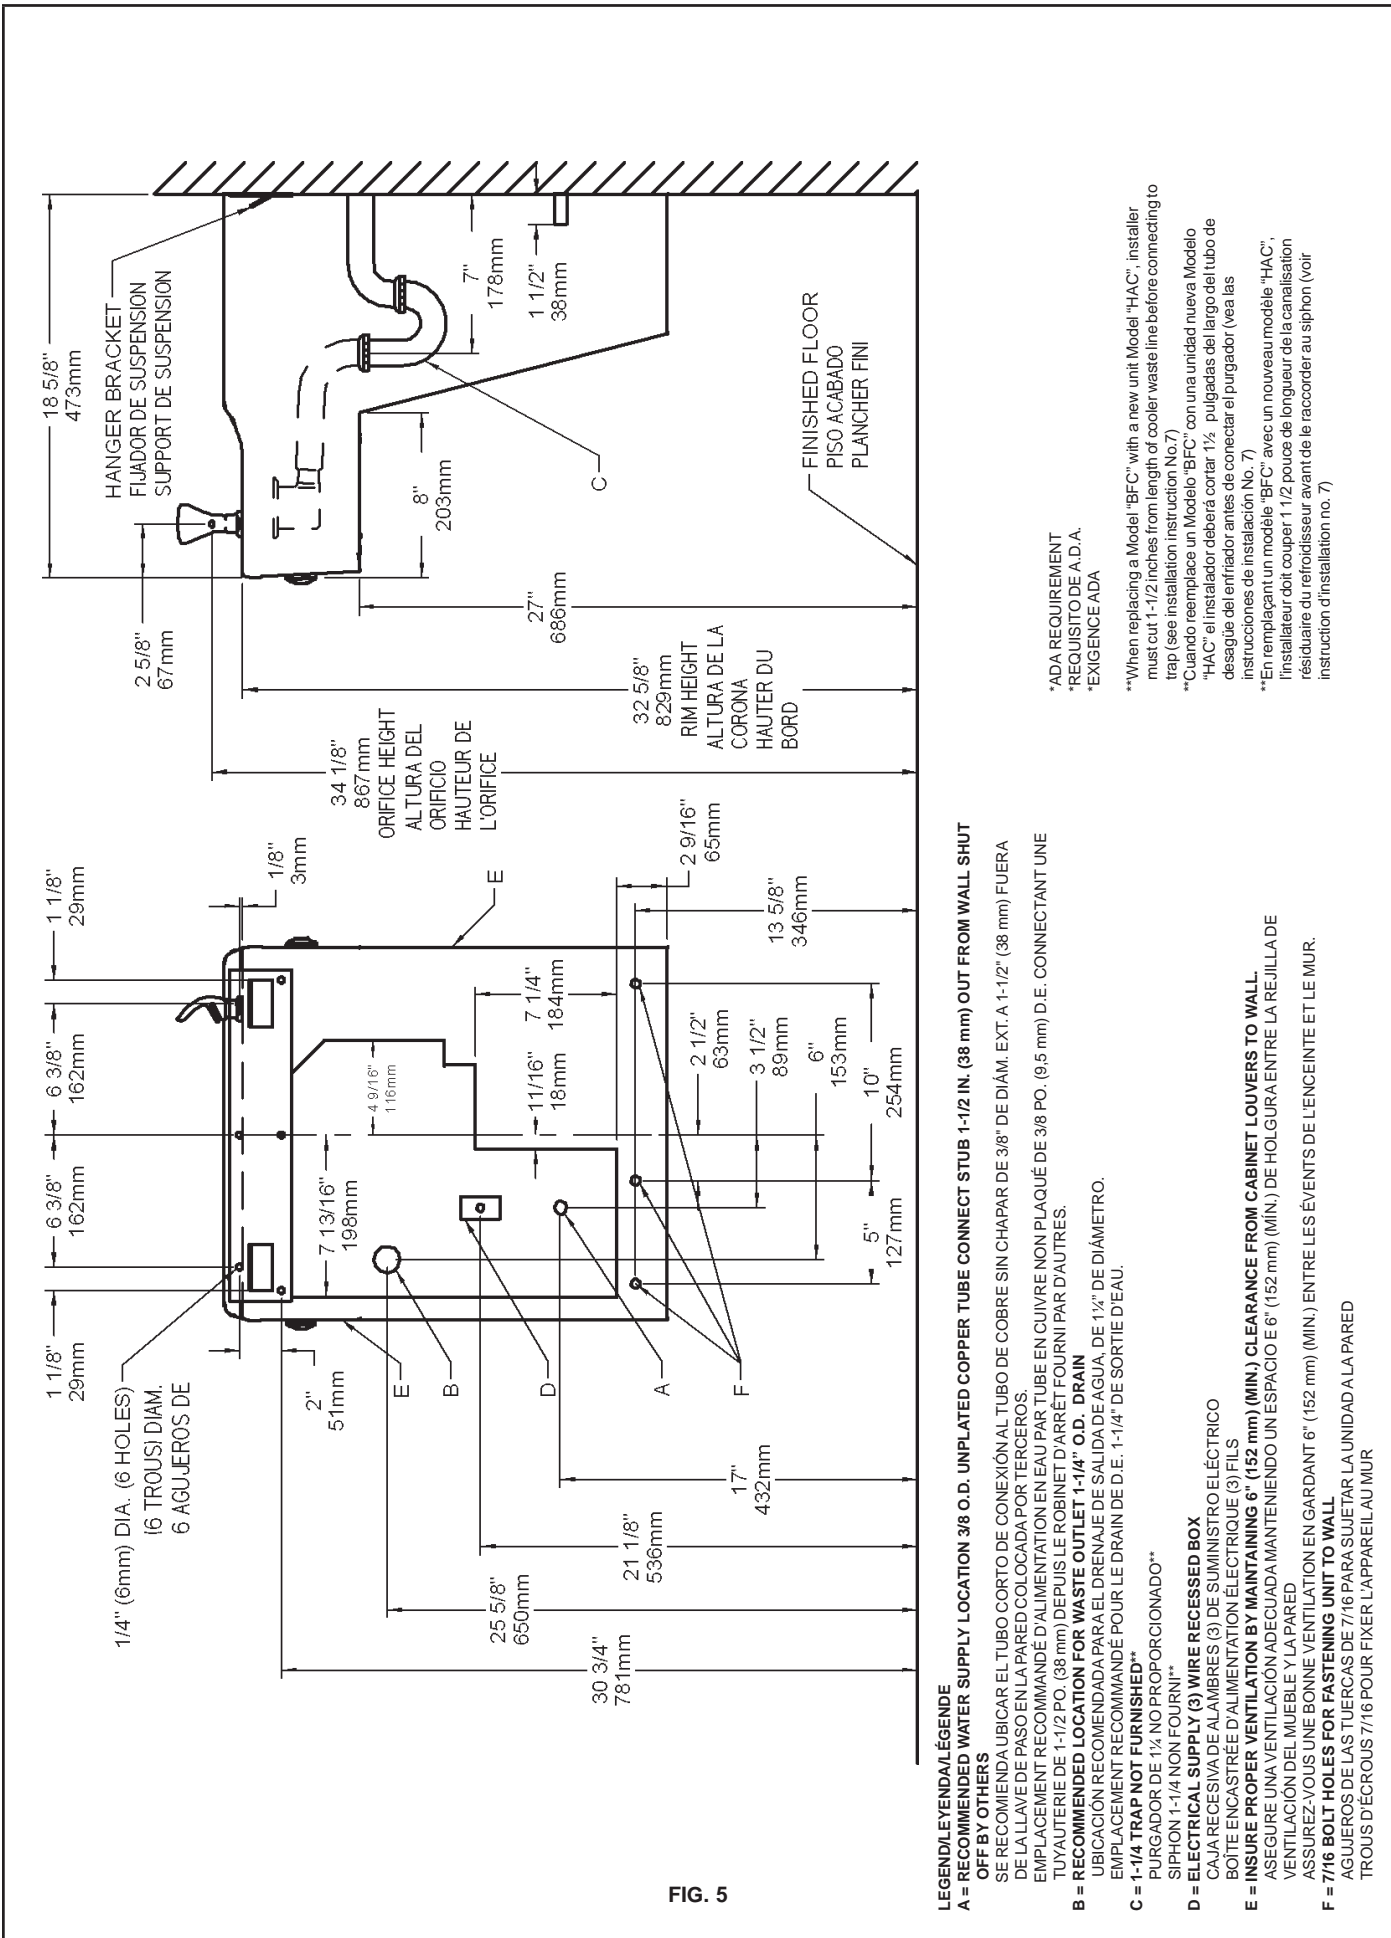 18 5/8"
473mm
HANGER BRACKET
FIJADOR DE SUSPENSION
SUPPORT DE SUSPENSION
2 5/8"
67mm
7"
178mm
1 1/2"
38mm
8"
203mm
C
27"
686mm
32 5/8"
829mm
RIM HEIGHT
ALTURA DE LA
CORONA
HAUTER DU
BORD
34 1/8"
867mm
ORIFICE HEIGHT
ALTURA DEL
ORIFICIO
HAUTEUR DE
L'ORIFICE
FINISHED FLOOR
PISO ACABADO
PLANCHER FINI
1 1/8"
29mm
6 3/8"
162mm
6 3/8"
162mm
1 1/8"
29mm
1/4" (6mm) DIA. (6 HOLES)
(6 TROUS) DIAM.
6 AGUJEROS DE
1/8"
3mm
E
2"
51mm
7 13/16"
198mm
4 9/16"
116mm
7 1/4"
184mm
11/16"
18mm
2 9/16"
65mm
13 5/8"
346mm
2 1/2"
63mm
3 1/2"
89mm
6"
153mm
10"
254mm
5"
127mm
E
B
D
A
F
17"
432mm
21 1/8"
536mm
25 5/8"
650mm
30 3/4"
781mm
*ADA REQUIREMENT
*REQUISITO DE A.D.A.
*EXIGENCE ADA
**When replacing a Model "BFC" with a new unit Model "HAC", installer
must cut 1-1/2 inches from length of cooler waste line before connecting to
trap (see installation instruction No.7)
**Cuando reemplace un Modelo "BFC" con una unidad nueva Modelo
"HAC" el instalador deberá cortar 1½ pulgadas del largo del tubo de
desagüe del enfriador antes de conectar el purgador (vea las
instrucciones de instalación No. 7)
**En remplaçant un modèle "BFC" avec un nouveau modèle "HAC",
l'installateur doit couper 1 1/2 pouce de longueur de la canalisation
résiduaire du refroidisseur avant de le raccorder au siphon (voir
instruction d'installation no. 7)
LEGEND/LEYENDA/LÉGENDE
A = RECOMMENDED WATER SUPPLY LOCATION 3/8 O.D. UNPLATED COPPER TUBE CONNECT STUB 1-1/2 IN. (38 mm) OUT FROM WALL SHUT
OFF BY OTHERS
SE RECOMIENDA UBICAR EL TUBO CORTO DE CONEXIÓN AL TUBO DE COBRE SIN CHAPAR DE 3/8" DE DIÁM. EXT. A 1-1/2" (38 mm) FUERA
DE LA LLAVE DE PASO EN LA PARED COLOCADA POR TERCEROS.
EMPLACEMENT RECOMMANDÉ D'ALIMENTATION EN EAU PAR TUBE EN CUIVRE NON PLAQUÉ DE 3/8 PO. (9,5 mm) D.E. CONNECTANT UNE
TUYAUTERIE DE 1-1/2 PO. (38 mm) DEPUIS LE ROBINET D'ARRÊT FOURNI PAR D'AUTRES.
B = RECOMMENDED LOCATION FOR WASTE OUTLET 1-1/4" O.D. DRAIN
UBICACIÓN RECOMENDADA PARA EL DRENAJE DE SALIDA DE AGUA, DE 1¼" DE DIÁMETRO.
EMPLACEMENT RECOMMANDÉ POUR LE DRAIN DE D.E. 1-1/4" DE SORTIE D'EAU.
C = 1-1/4 TRAP NOT FURNISHED**
PURGADOR DE 1¼ NO PROPORCIONADO**
SIPHON 1-1/4 NON FOURNI**
D = ELECTRICAL SUPPLY (3) WIRE RECESSED BOX
CAJA RECESIVA DE ALAMBRES (3) DE SUMINISTRO ELÉCTRICO
BOÎTE ENCASTRÉE D'ALIMENTATION ÉLECTRIQUE (3) FILS
E = INSURE PROPER VENTILATION BY MAINTAINING 6" (152 mm) (MIN.) CLEARANCE FROM CABINET LOUVERS TO WALL.
ASEGURE UNA VENTILACIÓN ADECUADA MANTENIENDO UN ESPACIO E 6" (152 mm) (MÍN.) DE HOLGURA ENTRE LA REJILLA DE
VENTILACIÓN DEL MUEBLE Y LA PARED
ASSUREZ-VOUS UNE BONNE VENTILATION EN GARDANT 6" (152 mm) (MIN.) ENTRE LES ÉVENTS DE L'ENCEINTE ET LE MUR.
F = 7/16 BOLT HOLES FOR FASTENING UNIT TO WALL
AGUJEROS DE LAS TUERCAS DE 7/16 PARA SUJETAR LA UNIDAD A LA PARED
TROUS D'ÉCROUS 7/16 POUR FIXER L'APPAREIL AU MUR
FIG. 5